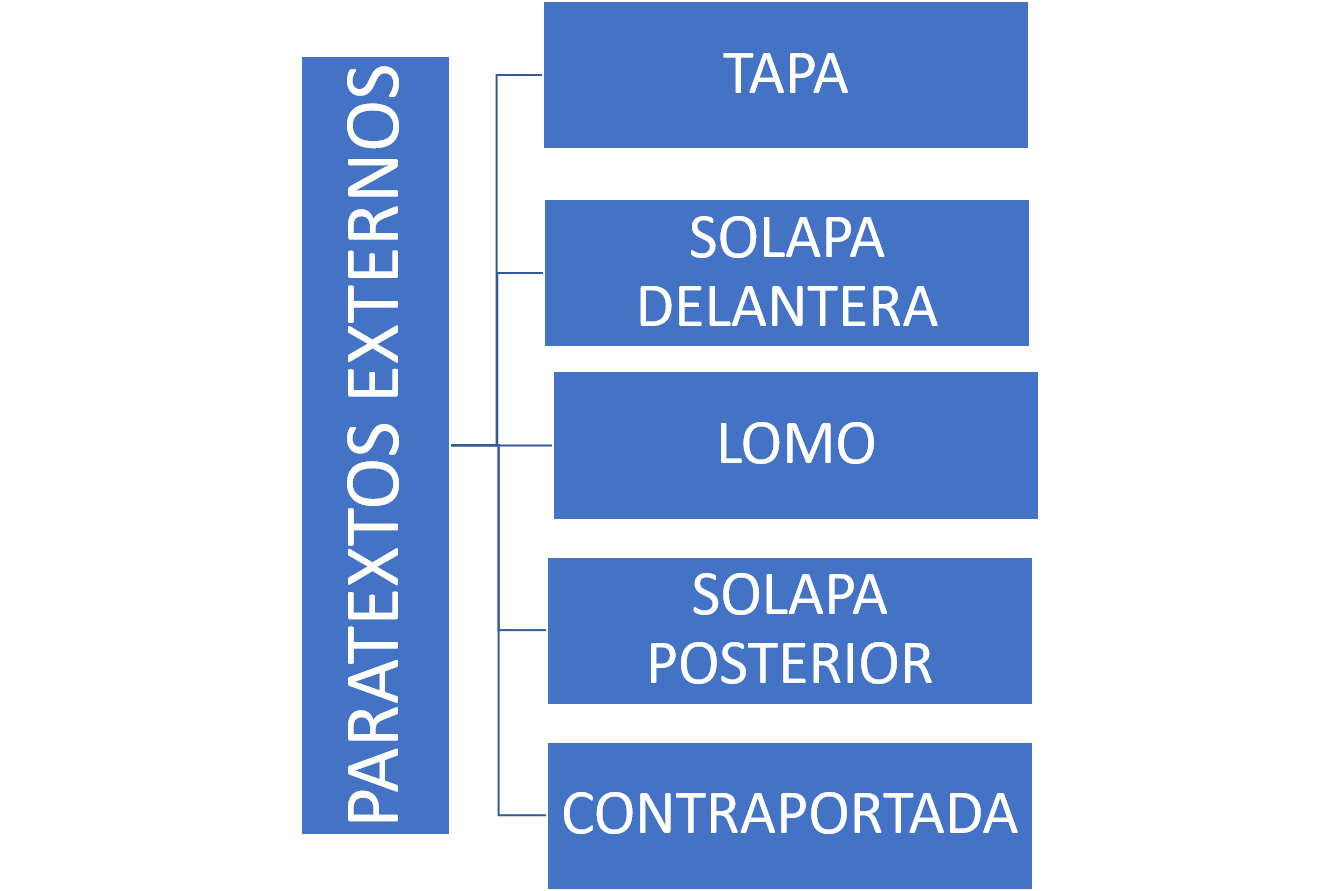 PARATEXTOS EXTERNOS
TAPA
SOLAPA
DELANTERA
LOMO
SOLAPA
POSTERIOR
CONTRAPORTADA